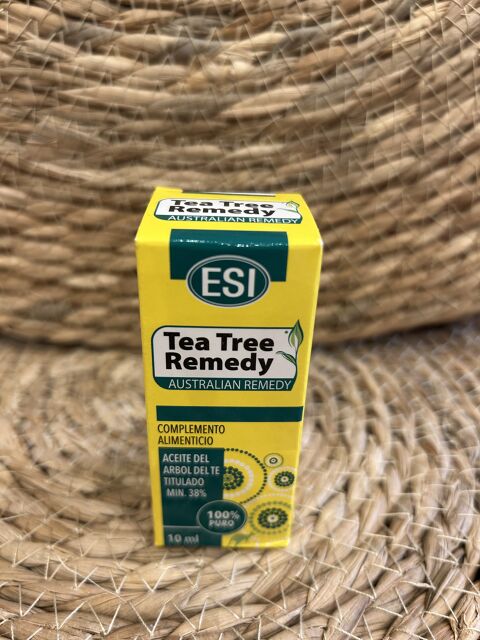 Tea Tree
Remedy
AUSTRALIAN REMEDY
ESI
Tea Tree
Remedy
AUSTRALIAN REMEDY
COMPLEMENTO
ALIMENTICIO
ACEITE DEL
ARBOL DEL TE
TITULADO
MIN. 38%
100%
PURO
10 ml